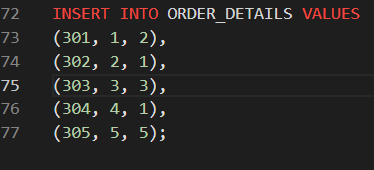 72 INSERT INTO ORDER_DETAILS VALUES
73 (301, 1, 2),
74 (302, 2, 1),
75 (303, 3, 3),
76 (304, 4, 1),
77 (305, 5, 5);